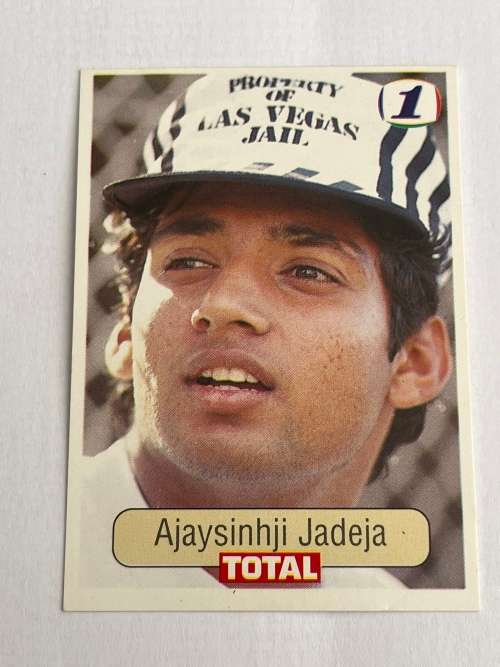 PROPERTY
OF
LAS VEGAS
JAIL
1
Ajaysinhji Jadeja
TOTAL